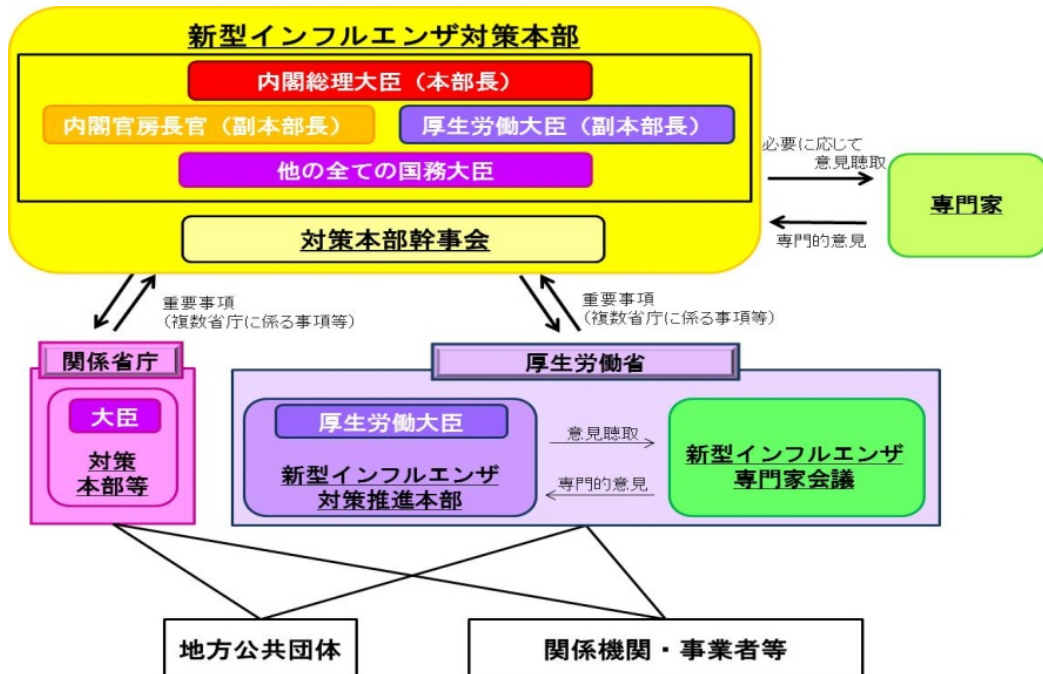 新型インフルエンザ対策本部
内閣総理大臣（本部長）
内閣官房長官（副本部長）
厚生労働大臣（副本部長）
他の全ての国務大臣
対策本部幹事会
必要に応じて
意見聴取
専門的意見
専門家
重要事項
（複数省庁に係る事項等）
重要事項
（複数省庁に係る事項等）
関係省庁
大臣
対策
本部等
厚生労働省
厚生労働大臣
新型インフルエンザ
対策推進本部
意見聴取
専門的意見
新型インフルエンザ
専門家会議
地方公共団体
関係機関・事業者等